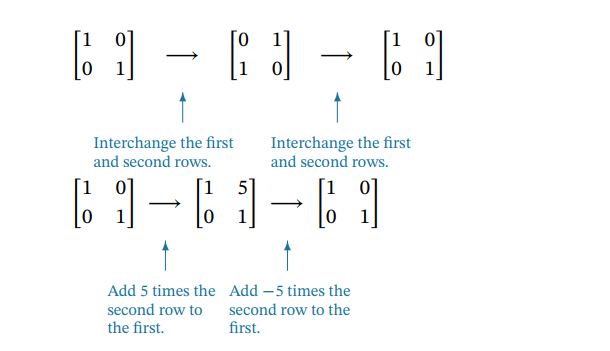 [1 0] ⟶ [0 1] ⟶ [1 0]
[0 1] [1 0] [0 1]
Interchange the first Interchange the first
and second rows. and second rows.
[1 0] ⟶ [1 5] ⟶ [1 0]
[0 1] [0 1] [0 1]
Add 5 times the Add −5 times the
second row to second row to the
the first. first.